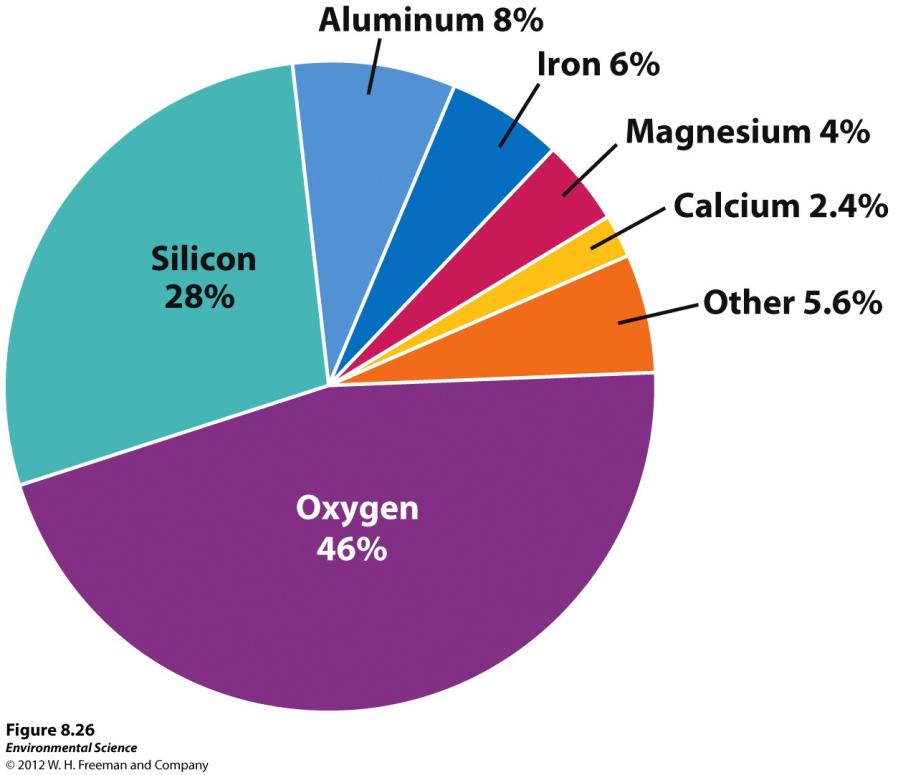 Aluminum 8%
Iron 6%
Magnesium 4%
Calcium 2.4%
Other 5.6%
Silicon
28%
Oxygen
46%
Figure 8.26
Environmental Science
© 2012 W. H. Freeman and Company